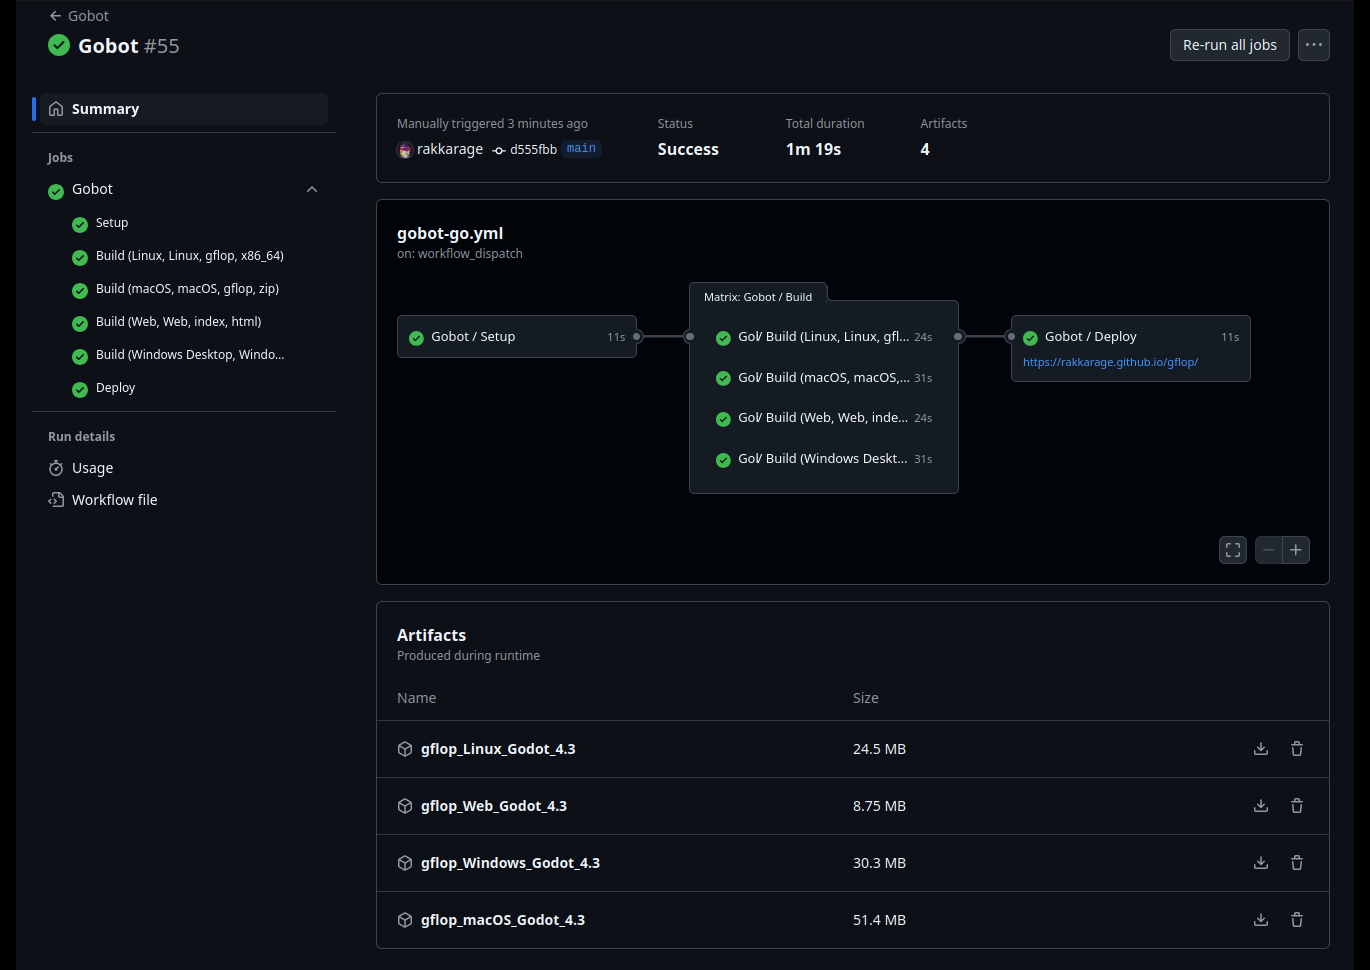 Gobot
Gobot #55
Re-run all jobs
Summary
Jobs
Gobot
Setup
Build (Linux, Linux, gflop, x86_64)
Build (macOS, macOS, gflop, zip)
Build (Web, Web, index, html)
Build (Windows Desktop, Windo...
Deploy
Run details
Usage
Workflow file
Manually triggered 3 minutes ago
rakkarage d555fbb main
Status
Success
Total duration
1m 19s
Artifacts
4
gobot-go.yml
on: workflow_dispatch
Gobot / Setup 11s
Matrix: Gobot / Build
Gol/ Build (Linux, Linux, gfl... 24s
Gol/ Build (macOS, macOS,... 31s
Gol/ Build (Web, Web, inde... 24s
Gol/ Build (Windows Deskt... 31s
Gobot / Deploy 11s
https://rakkarage.github.io/gflop/
Artifacts
Produced during runtime
Name Size
gflop_Linux_Godot_4.3 24.5 MB
gflop_Web_Godot_4.3 8.75 MB
gflop_Windows_Godot_4.3 30.3 MB
gflop_macOS_Godot_4.3 51.4 MB